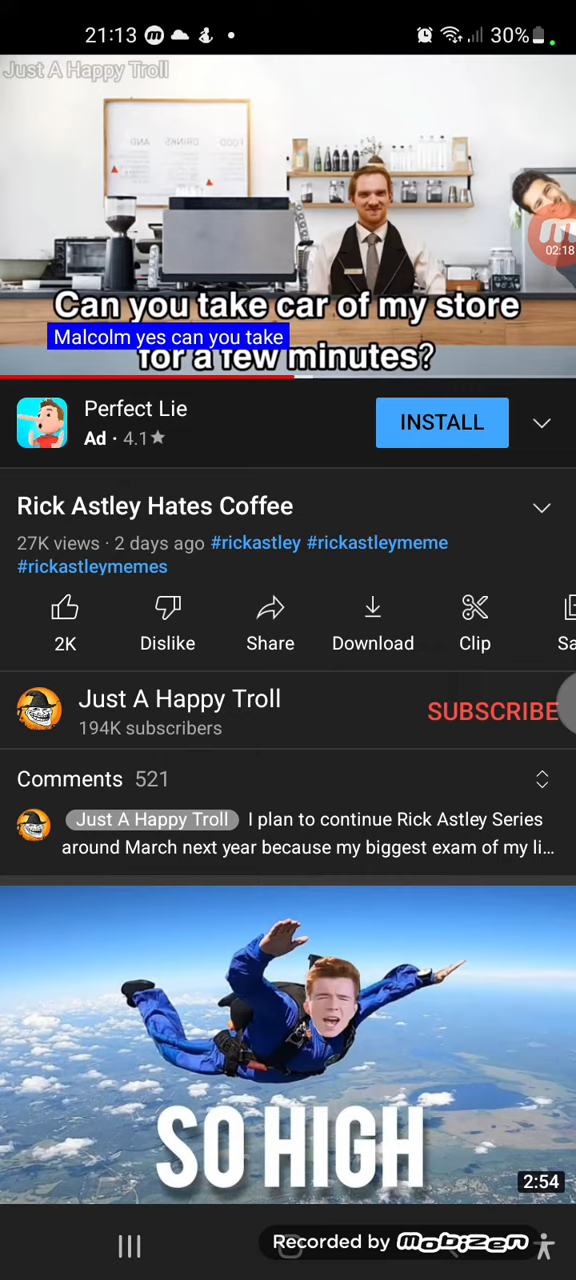 21:13
30%
Just A Happy Troll
FOOD DRINKS AND
02:18
Can you take car of my store
Malcolm yes can you take
for a few minutes?
Perfect Lie
Ad · 4.1★
INSTALL
Rick Astley Hates Coffee
27K views · 2 days ago #rickastley #rickastleymeme
#rickastleymemes
2K Dislike Share Download Clip Sa
Just A Happy Troll
194K subscribers
SUBSCRIBE
Comments 521
Just A Happy Troll I plan to continue Rick Astley Series
around March next year because my biggest exam of my li...
SO HIGH
2:54
Recorded by mobizen